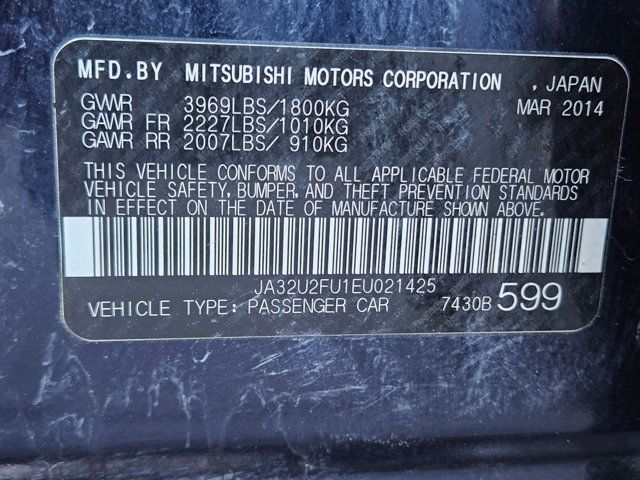 MFD.BY MITSUBISHI MOTORS CORPORATION , JAPAN
GVWR 3969LBS/1800KG MAR 2014
GAWR FR 2227LBS/1010KG
GAWR RR 2007LBS/ 910KG
THIS VEHICLE CONFORMS TO ALL APPLICABLE FEDERAL MOTOR
VEHICLE SAFETY, BUMPER, AND THEFT PREVENTION STANDARDS
IN EFFECT ON THE DATE OF MANUFACTURE SHOWN ABOVE.
JA32U2FU1EU021425
VEHICLE TYPE: PASSENGER CAR 7430B 599